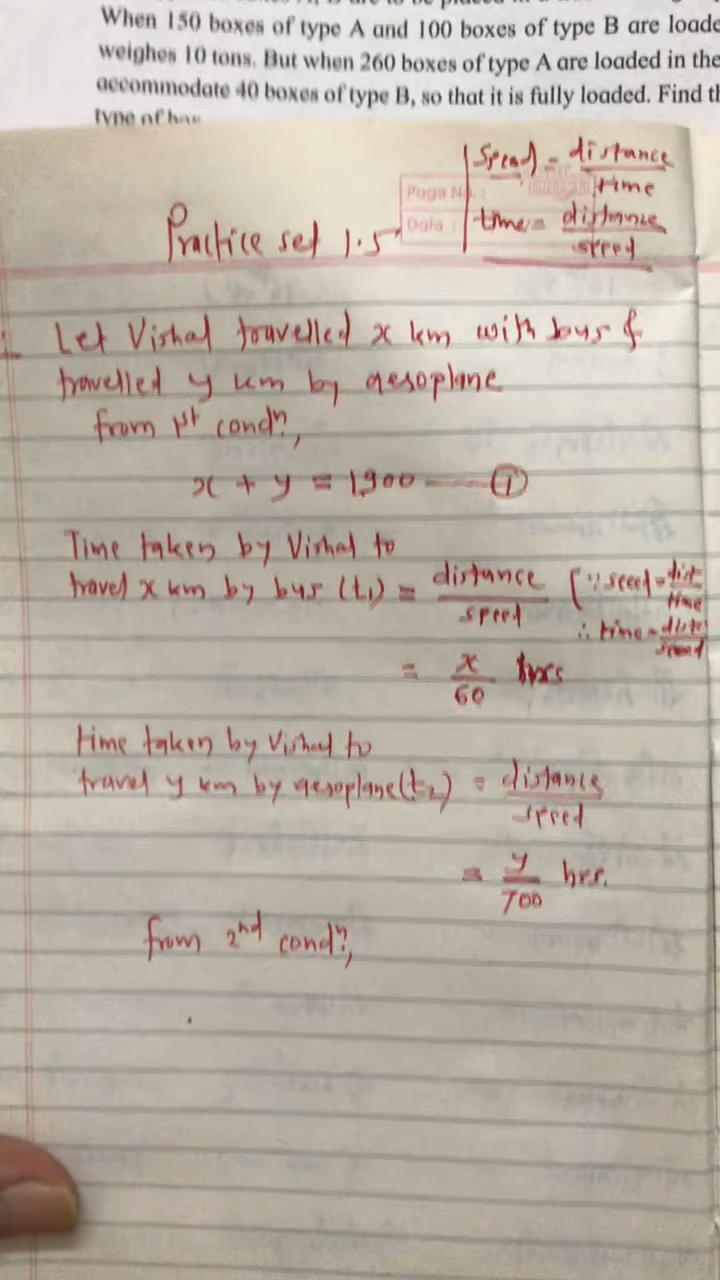 When 150 boxes of type A and 100 boxes of type B are loade
weighes 10 tons. But when 260 boxes of type A are loaded in the
accommodate 40 boxes of type B, so that it is fully loaded. Find th
type of box
Speed = distance / time
Page No. :
Date :
time = distance / speed
Practice set 1.5
Let Vishal travelled x km with bus &
travelled y km by aeroplane
from 1st condn,
x + y = 1900 — ①
Time taken by Vishal to
travel x km by bus (t₁) = distance / speed [∵ speed = dist / time
∴ time = dist / speed
= x / 60 hrs
time taken by Vishal to
travel y km by aeroplane (t₂) = distance / speed
= y / 700 hrs.
from 2nd condn,